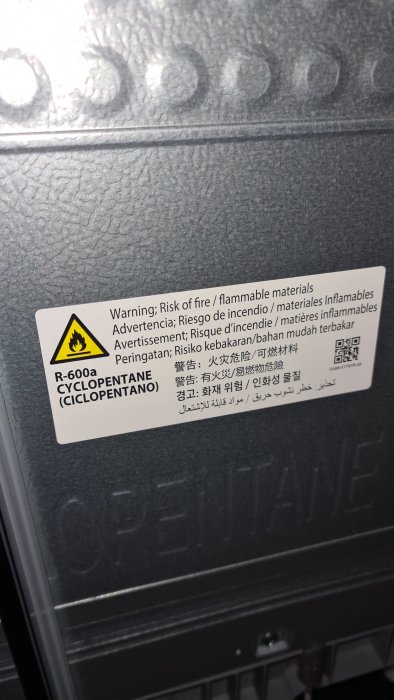 Warning; Risk of fire / flammable materials
Advertencia; Riesgo de incendio / materiales Inflamables
Avertissement; Risque d'incendie / matières inflammables
Peringatan; Risiko kebakaran/bahan mudah terbakar
警告：火灾危险/可燃材料
警告: 有火災/易燃物危險
경고: 화재 위험 / 인화성 물질
تحذير: خطر نشوب حريق / مواد قابلة للاشتعال
R-600a
CYCLOPENTANE
(CICLOPENTANO)
LOPENTANE